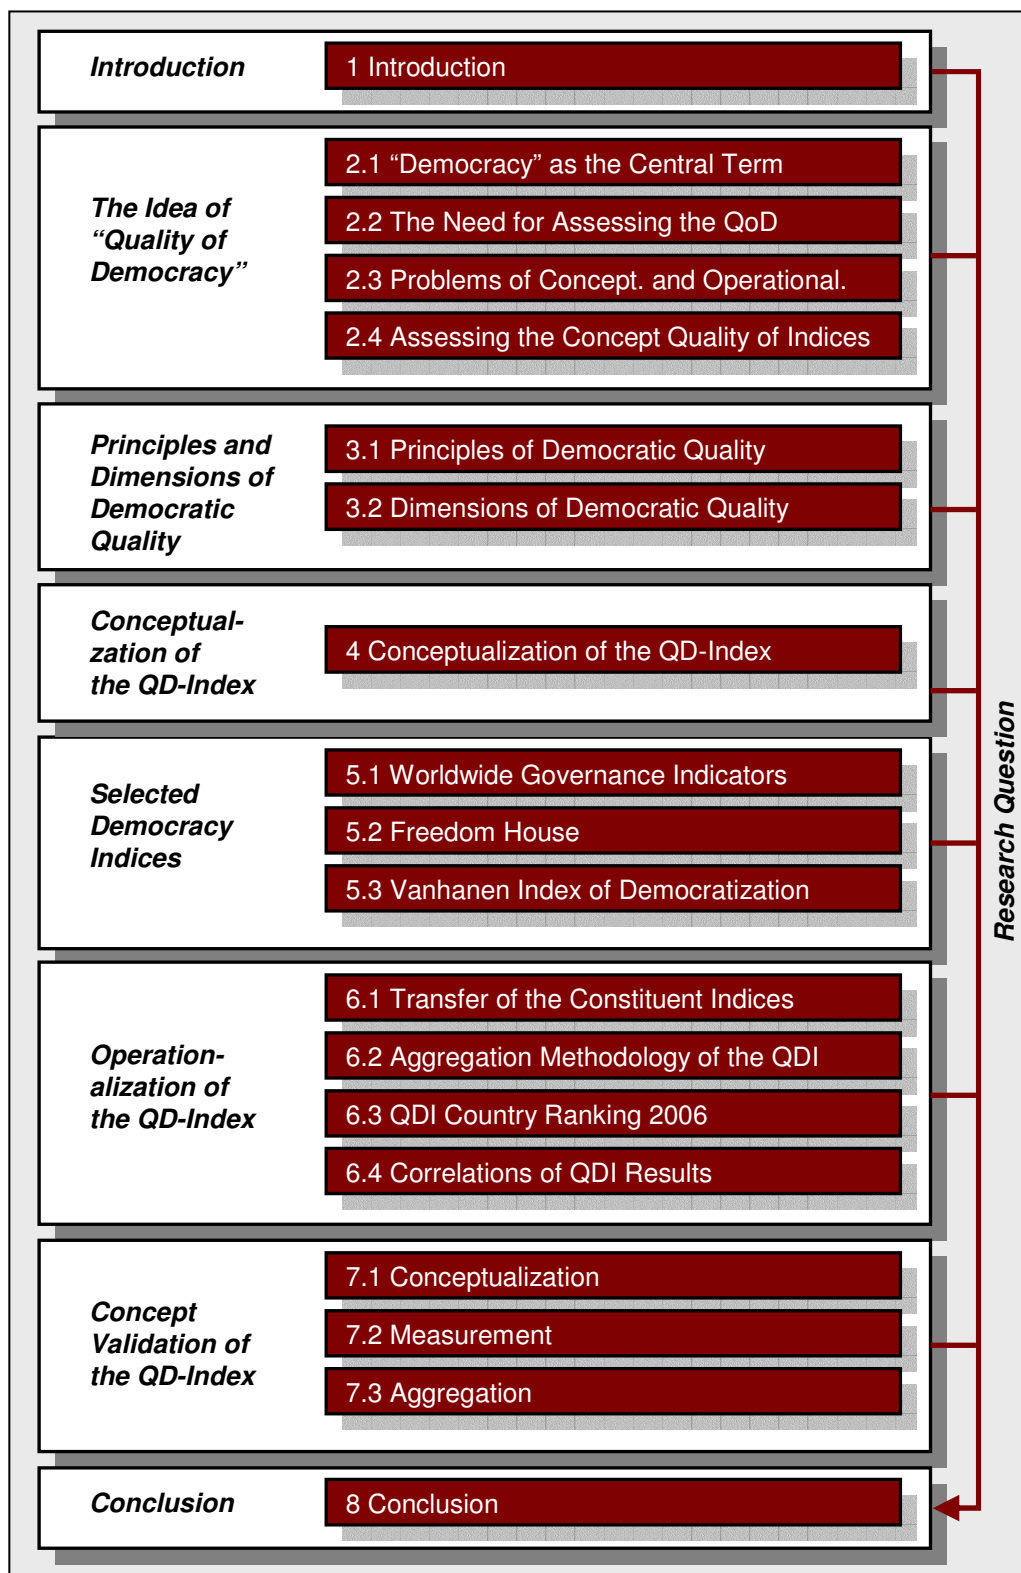 Introduction
1 Introduction
The Idea of
“Quality of
Democracy”
2.1 “Democracy” as the Central Term
2.2 The Need for Assessing the QoD
2.3 Problems of Concept. and Operational.
2.4 Assessing the Concept Quality of Indices
Principles and
Dimensions of
Democratic
Quality
3.1 Principles of Democratic Quality
3.2 Dimensions of Democratic Quality
Conceptual-
zation of
the QD-Index
4 Conceptualization of the QD-Index
Selected
Democracy
Indices
5.1 Worldwide Governance Indicators
5.2 Freedom House
5.3 Vanhanen Index of Democratization
Operation-
alization of
the QD-Index
6.1 Transfer of the Constituent Indices
6.2 Aggregation Methodology of the QDI
6.3 QDI Country Ranking 2006
6.4 Correlations of QDI Results
Concept
Validation of
the QD-Index
7.1 Conceptualization
7.2 Measurement
7.3 Aggregation
Conclusion
8 Conclusion
Research Question